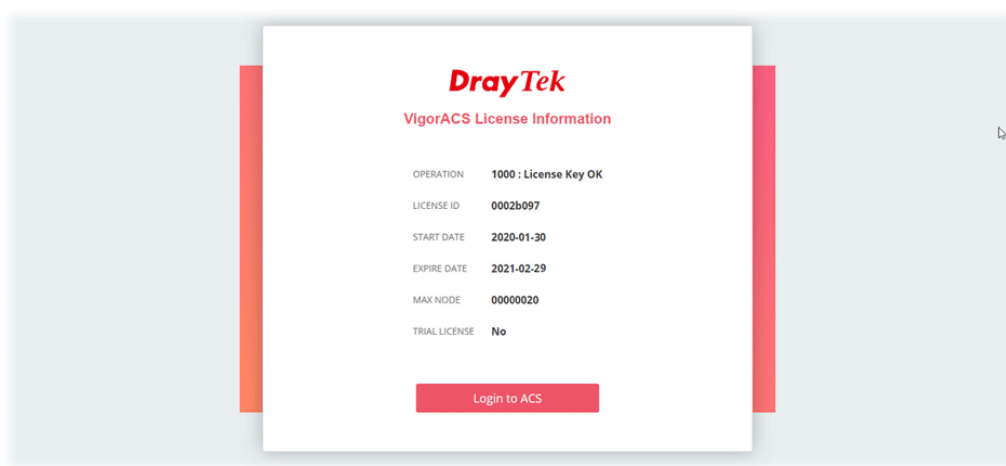 DrayTek
VigorACS License Information
OPERATION 1000 : License Key OK
LICENSE ID 0002b097
START DATE 2020-01-30
EXPIRE DATE 2021-02-29
MAX NODE 00000020
TRIAL LICENSE No
Login to ACS